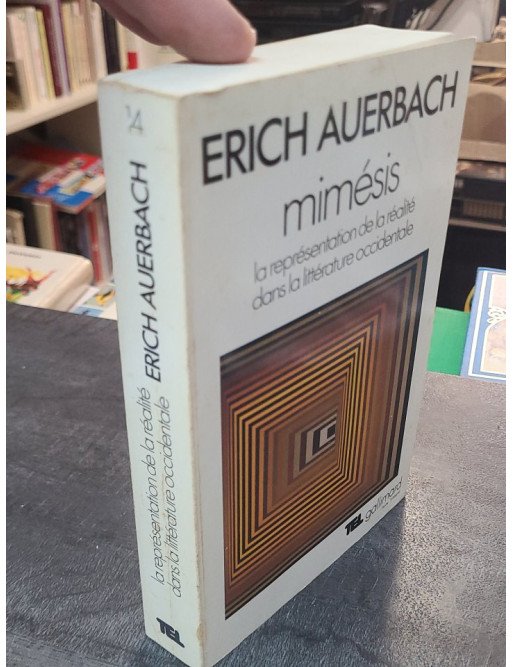 ERICH AUERBACH
mimésis
la représentation de la réalité
dans la littérature occidentale
TEL gallimard
14
ERICH AUERBACH
la représentation de la réalité
dans la littérature occidentale
TEL